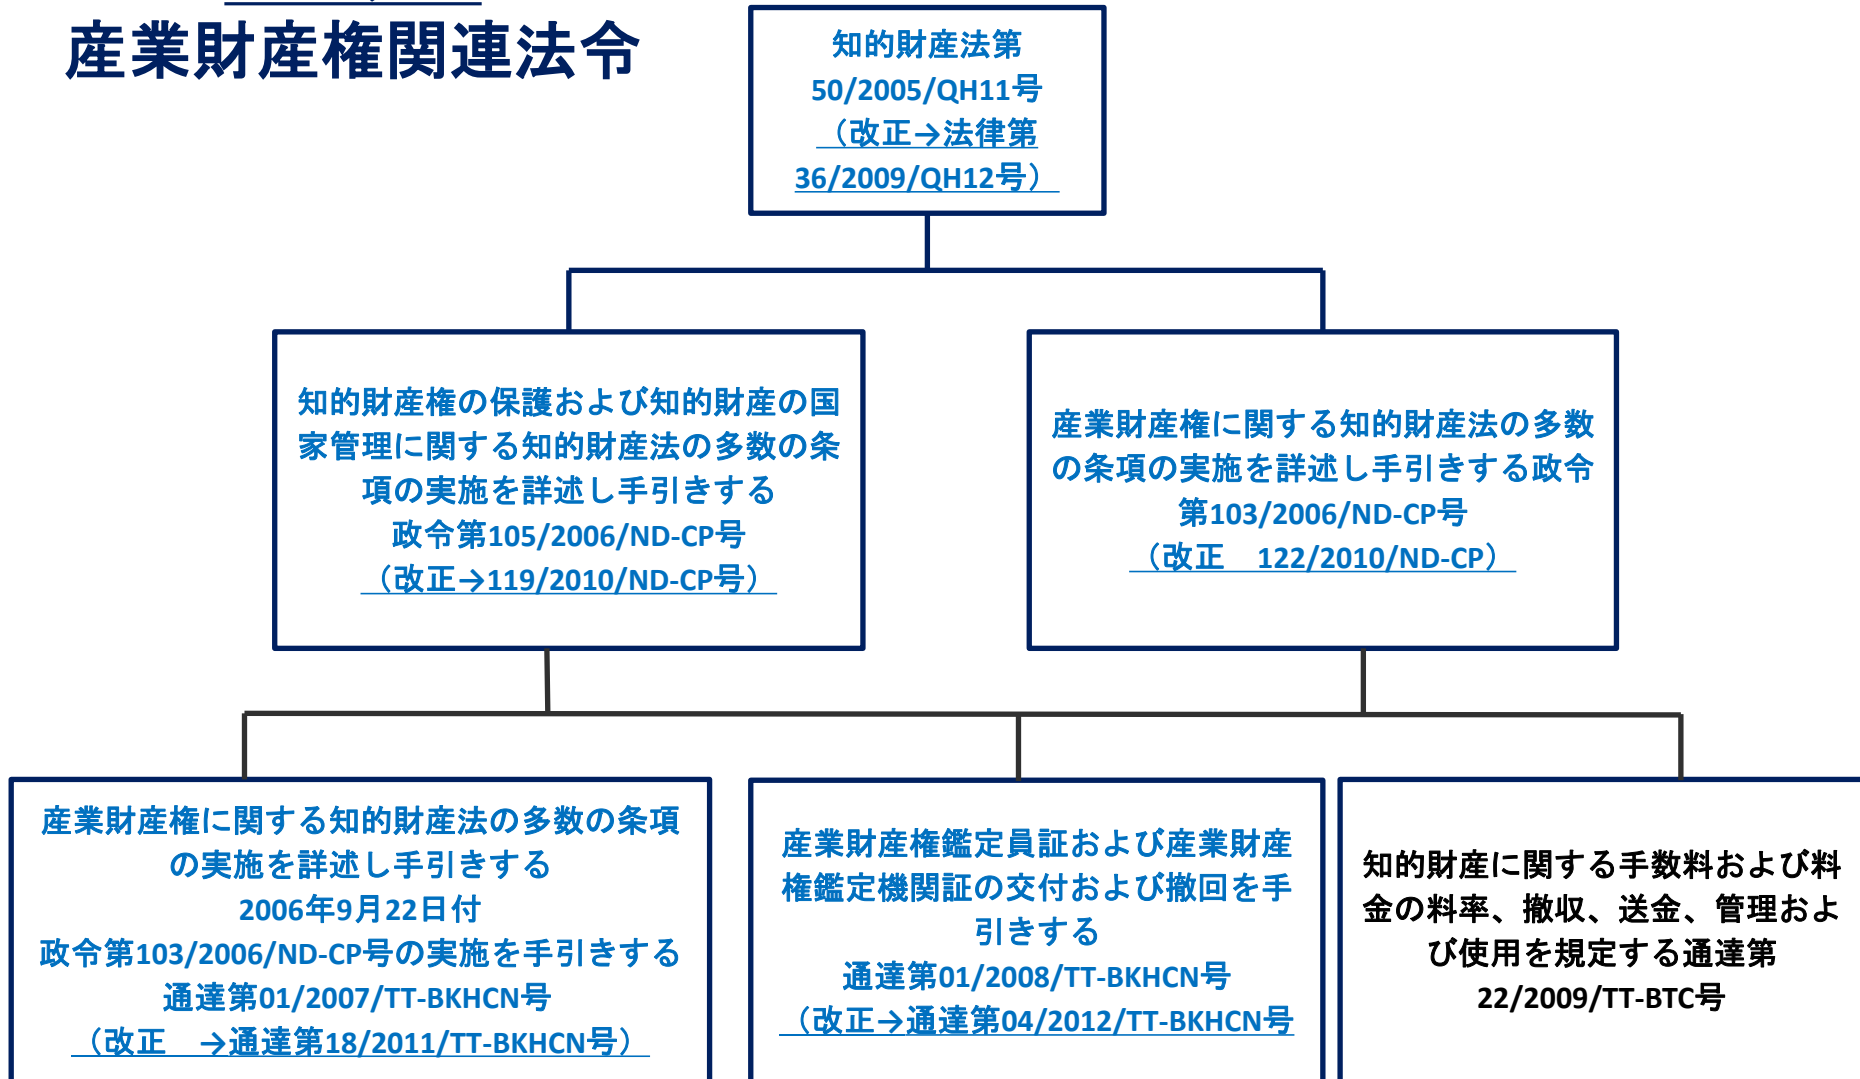 産業財産権関連法令
知的財産法第
50/2005/QH11号
（改正→法律第
36/2009/QH12号）
知的財産権の保護および知的財産の国
家管理に関する知的財産法の多数の条
項の実施を詳述し手引きする
政令第105/2006/ND-CP号
（改正→119/2010/ND-CP号）
産業財産権に関する知的財産法の多数
の条項の実施を詳述し手引きする政令
第103/2006/ND-CP号
（改正　122/2010/ND-CP）
産業財産権に関する知的財産法の多数の条項
の実施を詳述し手引きする
2006年9月22日付
政令第103/2006/ND-CP号の実施を手引きする
通達第01/2007/TT-BKHCN号
（改正　→通達第18/2011/TT-BKHCN号）
産業財産権鑑定員証および産業財産
権鑑定機関証の交付および撤回を手
引きする
通達第01/2008/TT-BKHCN号
（改正→通達第04/2012/TT-BKHCN号
知的財産に関する手数料および料
金の料率、撤収、送金、管理およ
び使用を規定する通達第
22/2009/TT-BTC号